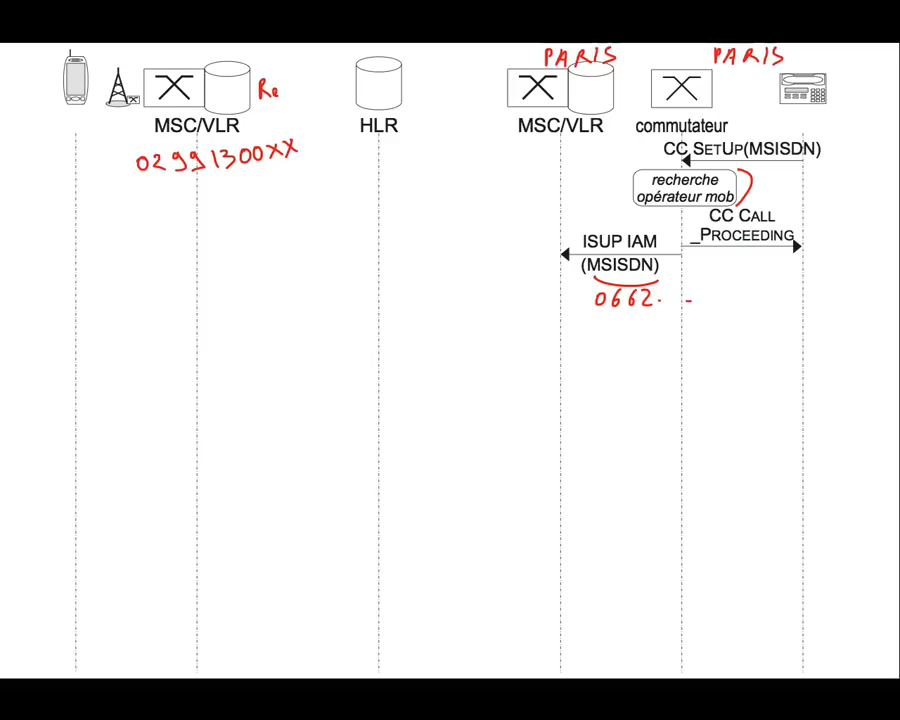 PARIS PARIS
Re
MSC/VLR HLR MSC/VLR commutateur
02991300XX
CC SETUP(MSISDN)
recherche
opérateur mob
CC CALL
_PROCEEDING
ISUP IAM
(MSISDN)
0662. -